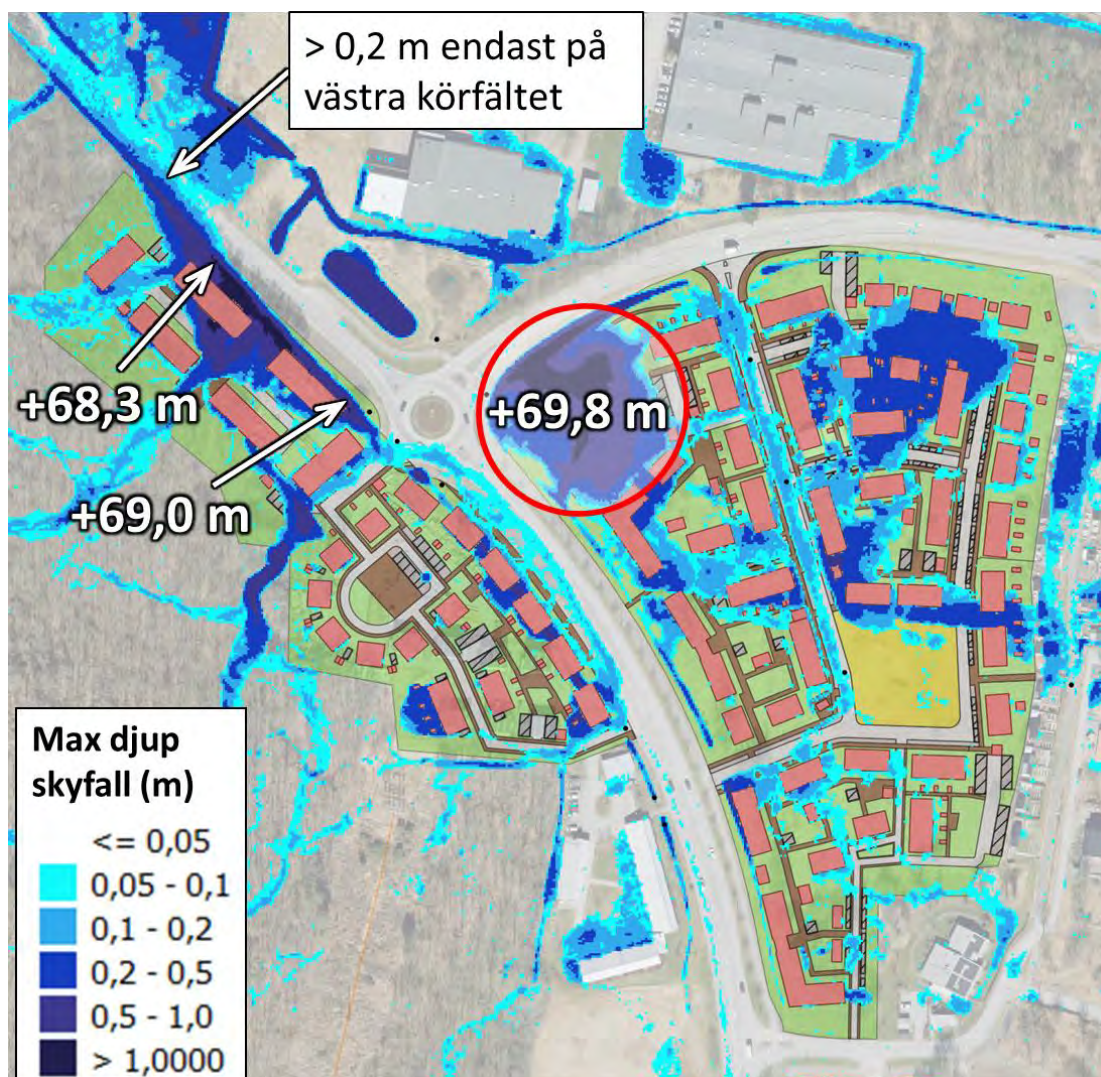 > 0,2 m endast på
västra körfältet
+68,3 m
+69,8 m
+69,0 m
Max djup
skyfall (m)
<= 0,05
0,05 - 0,1
0,1 - 0,2
0,2 - 0,5
0,5 - 1,0
> 1,0000